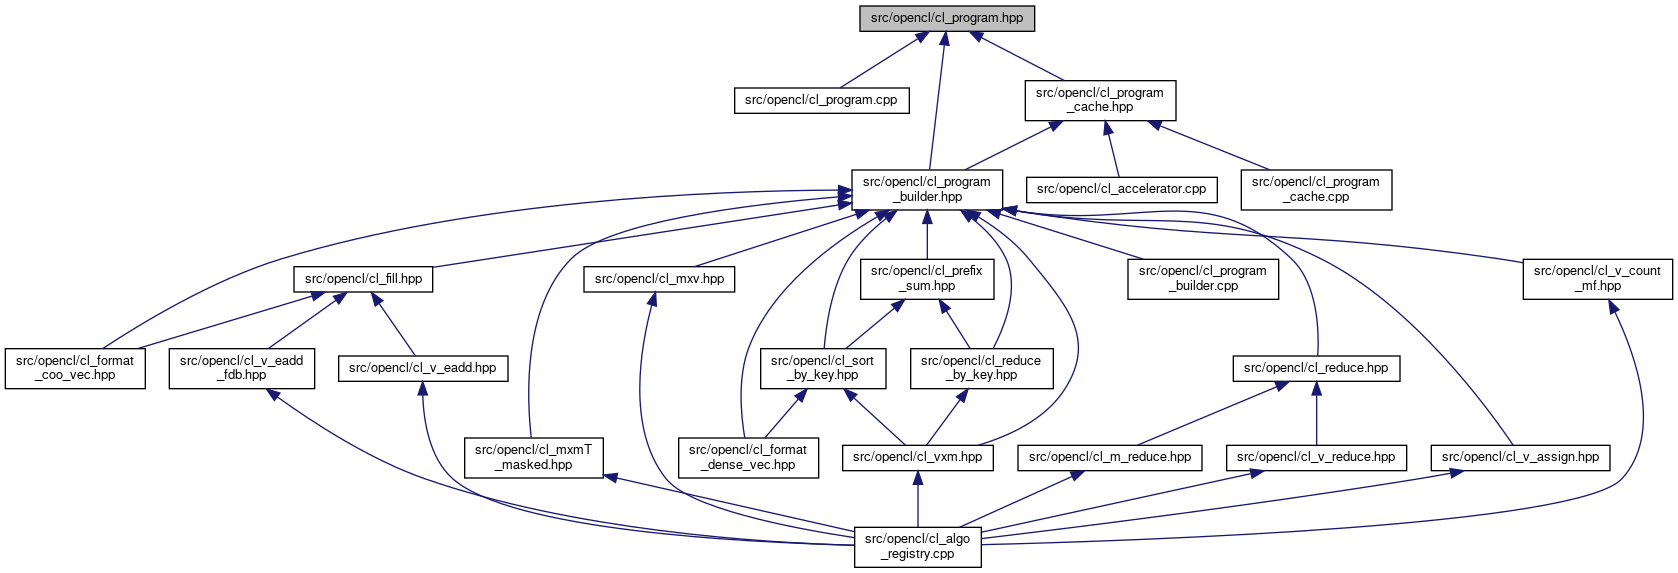 src/opencl/cl_program.hpp
src/opencl/cl_program.cpp
src/opencl/cl_program
_cache.hpp
src/opencl/cl_program
_builder.hpp
src/opencl/cl_accelerator.cpp
src/opencl/cl_program
_cache.cpp
src/opencl/cl_fill.hpp
src/opencl/cl_mxv.hpp
src/opencl/cl_prefix
_sum.hpp
src/opencl/cl_program
_builder.cpp
src/opencl/cl_v_count
_mf.hpp
src/opencl/cl_format
_coo_vec.hpp
src/opencl/cl_v_eadd
_fdb.hpp
src/opencl/cl_v_eadd.hpp
src/opencl/cl_sort
_by_key.hpp
src/opencl/cl_reduce
_by_key.hpp
src/opencl/cl_reduce.hpp
src/opencl/cl_mxmT
_masked.hpp
src/opencl/cl_format
_dense_vec.hpp
src/opencl/cl_vxm.hpp
src/opencl/cl_m_reduce.hpp
src/opencl/cl_v_reduce.hpp
src/opencl/cl_v_assign.hpp
src/opencl/cl_algo
_registry.cpp